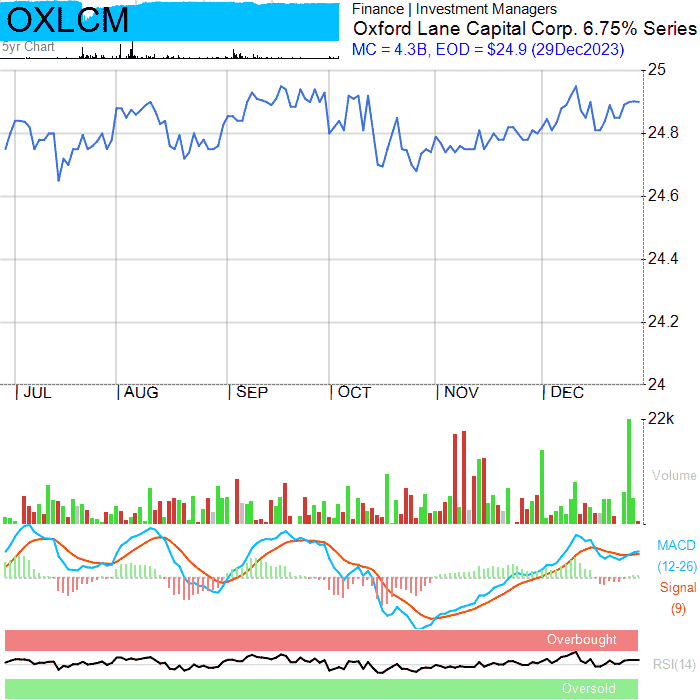 OXLCM
5yr Chart
Finance | Investment Managers
Oxford Lane Capital Corp. 6.75% Series
MC = 4.3B, EOD = $24.9 (29Dec2023)
25
24.8
24.6
24.4
24.2
24
| JUL | AUG | SEP | OCT | NOV | DEC
22k
Volume
MACD
(12-26)
Signal
(9)
Overbought
RSI(14)
Oversold